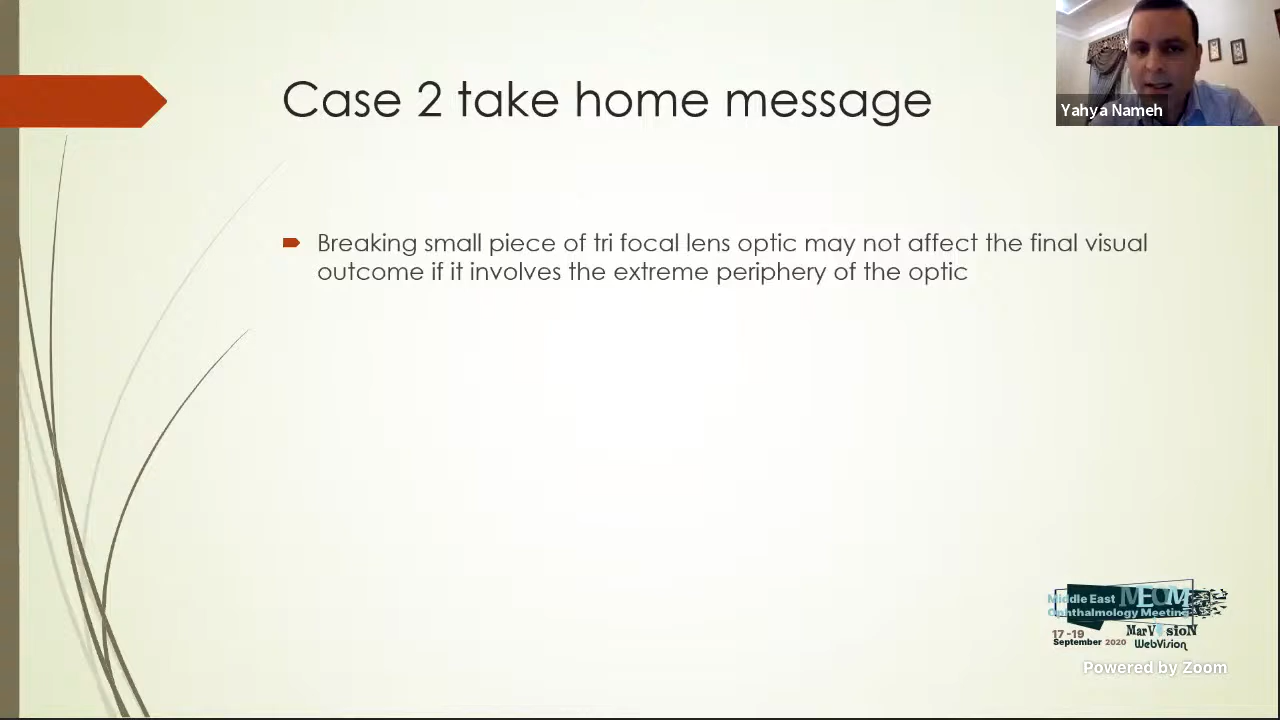 Case 2 take home message
Yahya Nameh
Breaking small piece of tri focal lens optic may not affect the final visual
outcome if it involves the extreme periphery of the optic
Middle East MEOM
Ophthalmology Meeting
17-19
September 2020
MarVisioN
WebVision
Powered by Zoom